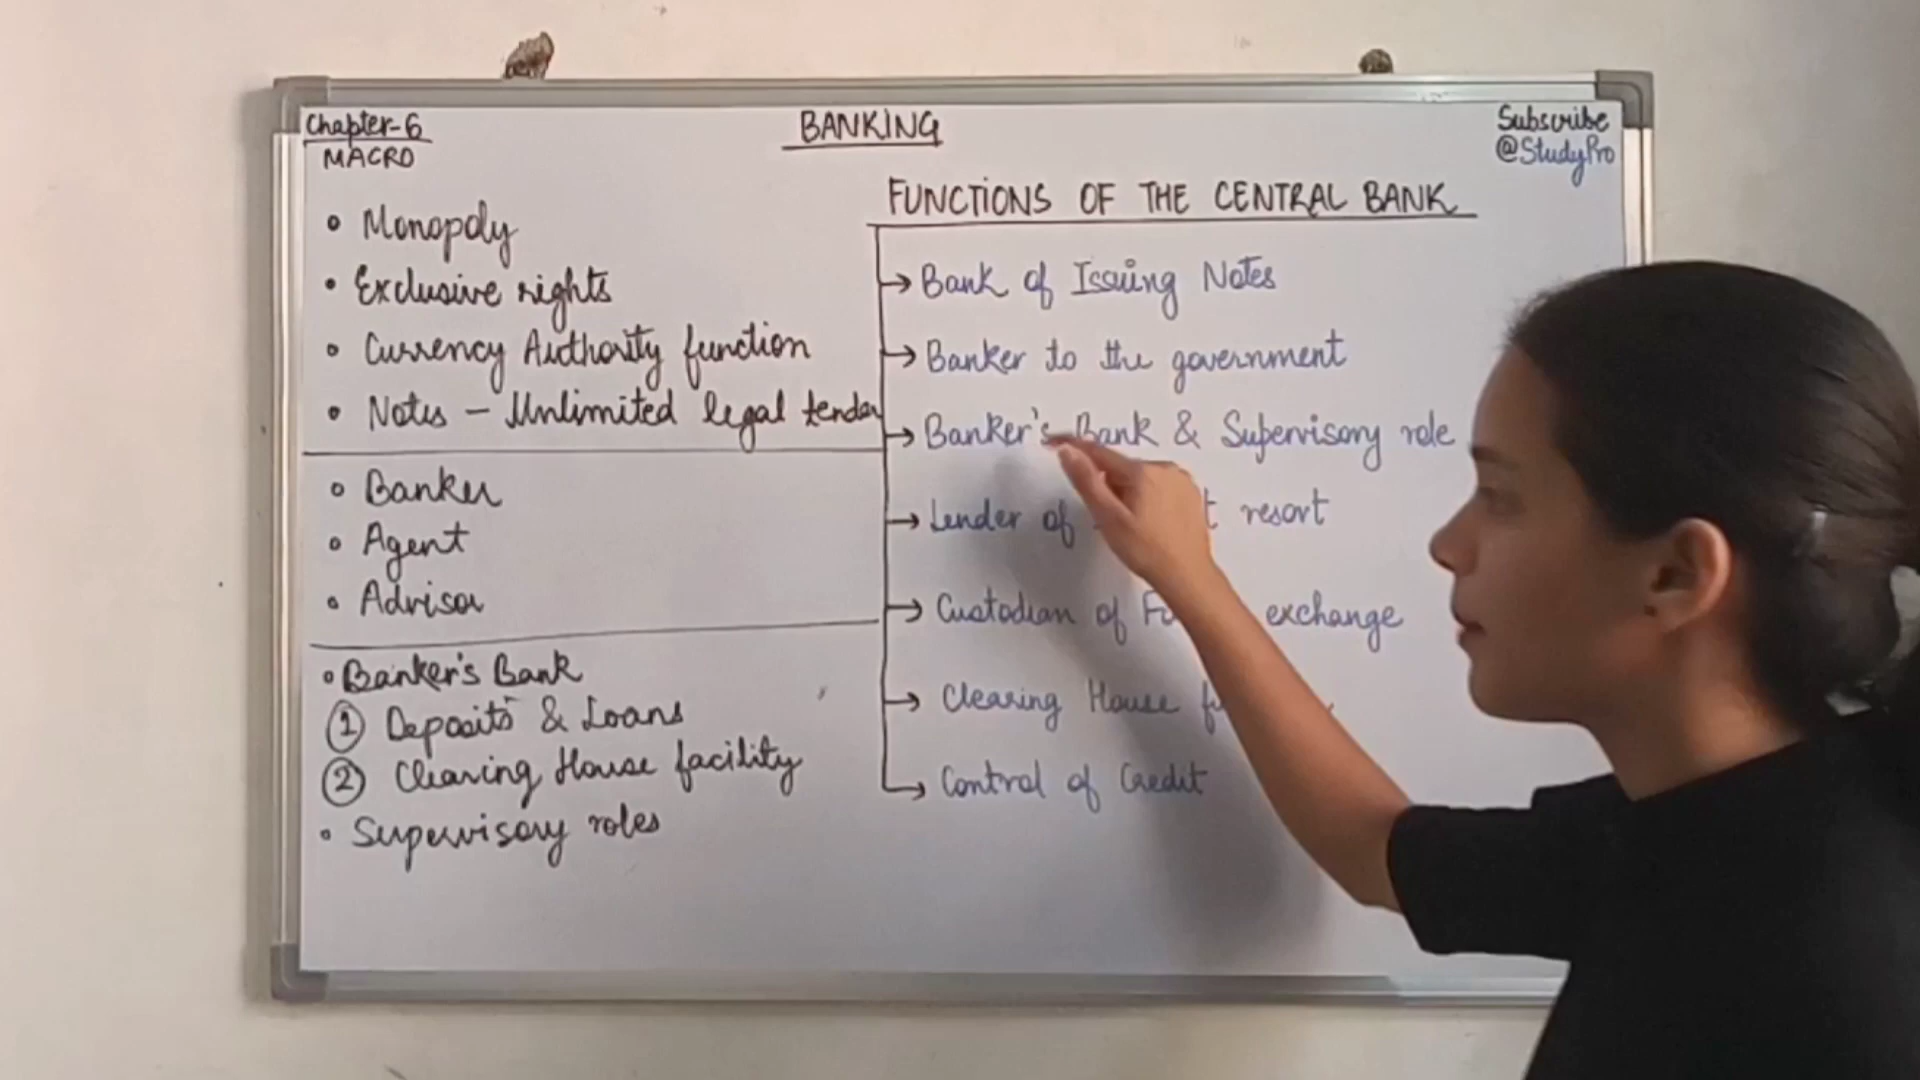 Chapter-6
MACRO
BANKING
Subscribe
@StudyPro
• Monopoly
• Exclusive rights
• Currency Authority function
• Notes - Unlimited legal tender
• Banker
• Agent
• Advisor
• Banker's Bank
① Deposits & Loans
② Clearing House facility
• Supervisory roles
FUNCTIONS OF THE CENTRAL BANK
→ Bank of Issuing Notes
→ Banker to the government
→ Banker's Bank & Supervisory role
→ Lender of resort
→ Custodian of exchange
→ Clearing House
→ Control of Credit